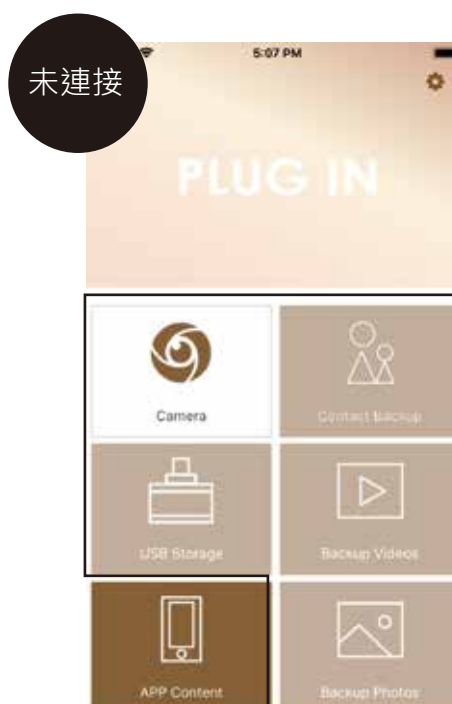 未連接
5:07 PM
PLUG IN
Camera
Contact Backup
USB Storage
Backup Videos
APP Content
Backup Photos